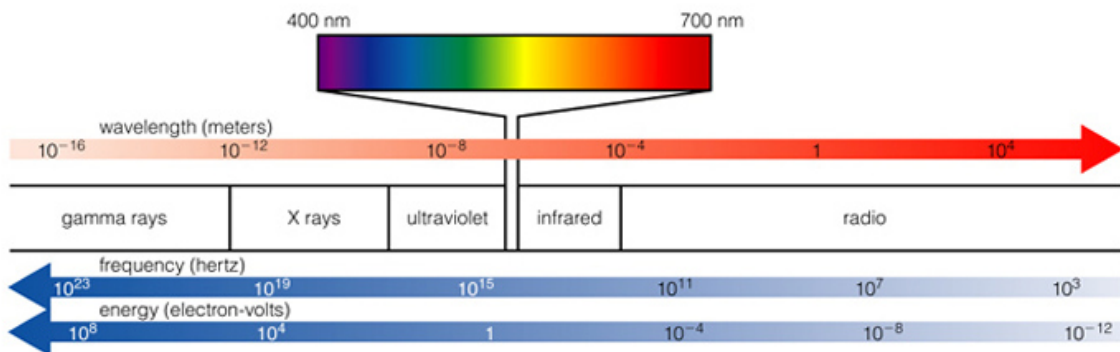 400 nm 700 nm
wavelength (meters)
10⁻¹⁶ 10⁻¹² 10⁻⁸ 10⁻⁴ 1 10⁴
gamma rays X rays ultraviolet infrared radio
frequency (hertz)
10²³ 10¹⁹ 10¹⁵ 10¹¹ 10⁷ 10³
energy (electron-volts)
10⁸ 10⁴ 1 10⁻⁴ 10⁻⁸ 10⁻¹²